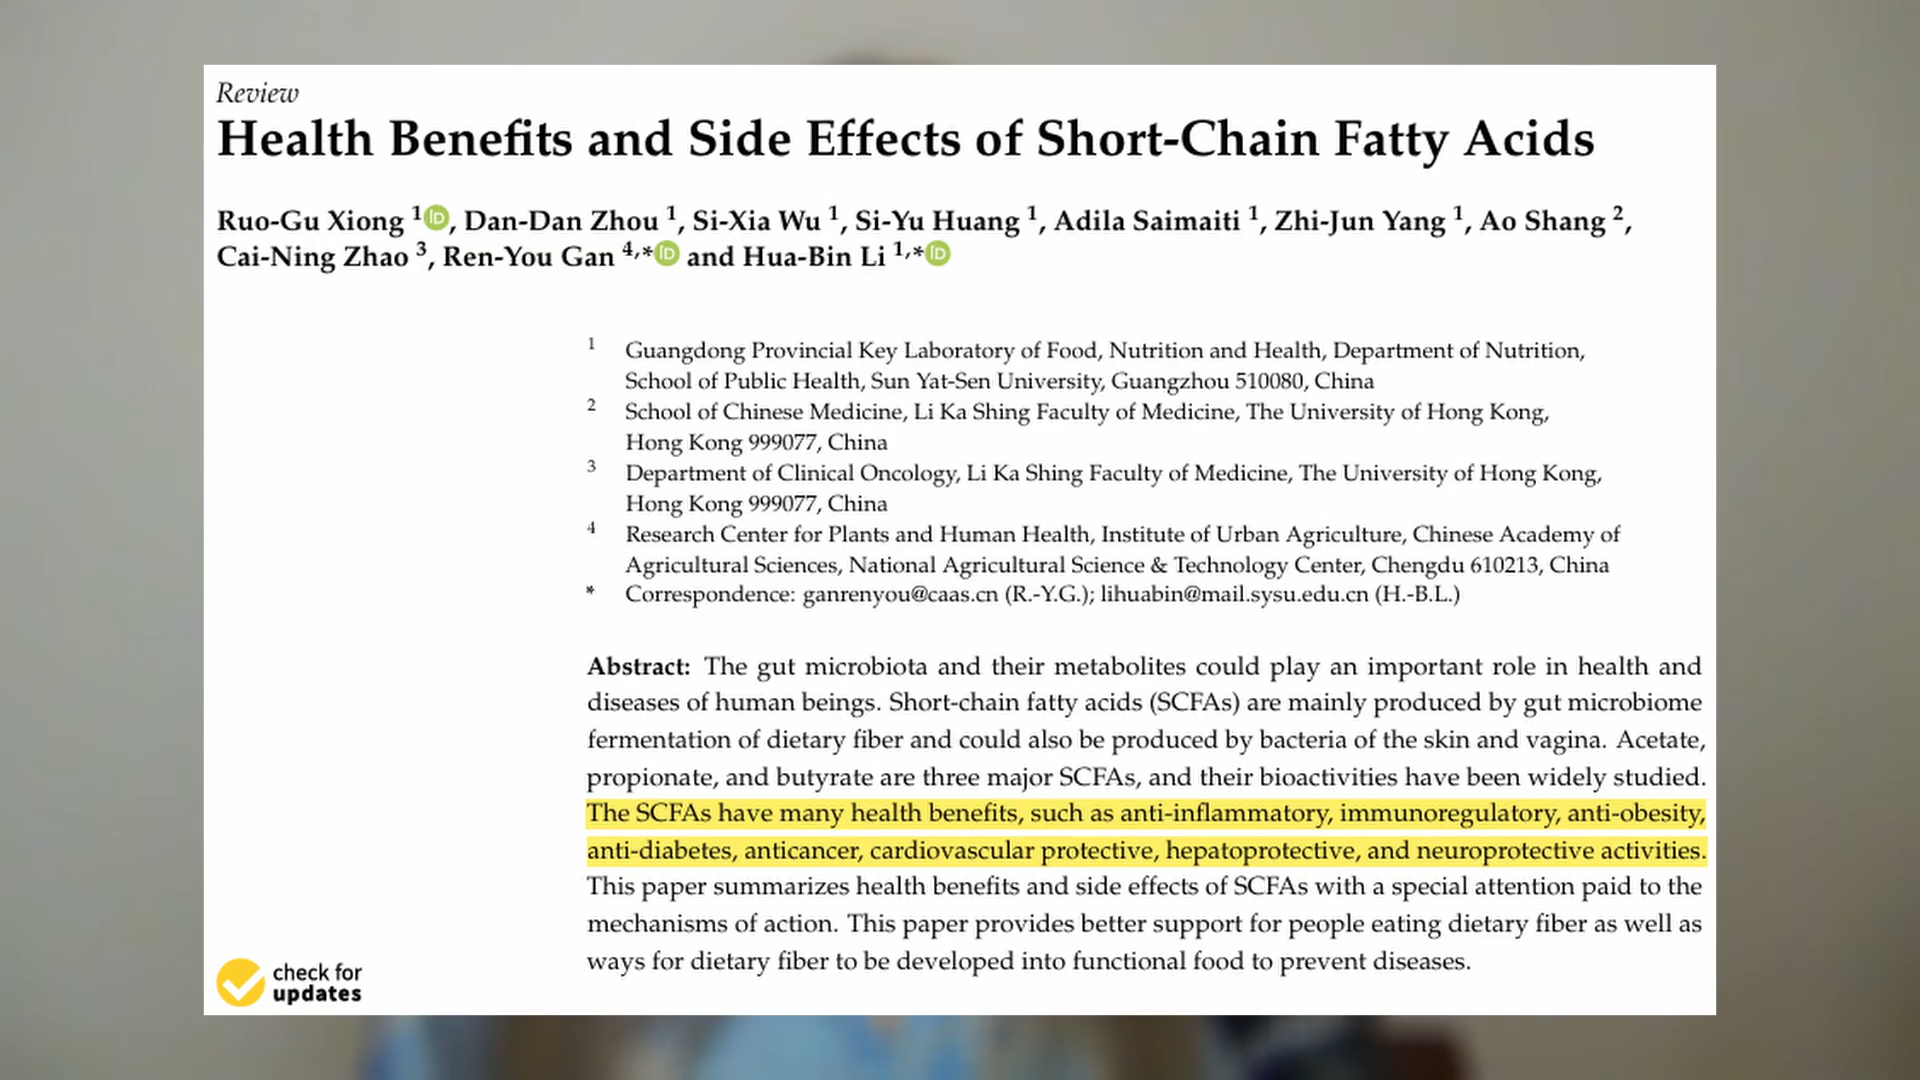 Review
Health Benefits and Side Effects of Short-Chain Fatty Acids
Ruo-Gu Xiong 1 iD, Dan-Dan Zhou 1, Si-Xia Wu 1, Si-Yu Huang 1, Adila Saimaiti 1, Zhi-Jun Yang 1, Ao Shang 2,
Cai-Ning Zhao 3, Ren-You Gan 4,* iD and Hua-Bin Li 1,* iD
1 Guangdong Provincial Key Laboratory of Food, Nutrition and Health, Department of Nutrition,
School of Public Health, Sun Yat-Sen University, Guangzhou 510080, China
2 School of Chinese Medicine, Li Ka Shing Faculty of Medicine, The University of Hong Kong,
Hong Kong 999077, China
3 Department of Clinical Oncology, Li Ka Shing Faculty of Medicine, The University of Hong Kong,
Hong Kong 999077, China
4 Research Center for Plants and Human Health, Institute of Urban Agriculture, Chinese Academy of
Agricultural Sciences, National Agricultural Science & Technology Center, Chengdu 610213, China
* Correspondence: ganrenyou@caas.cn (R.-Y.G.); lihuabin@mail.sysu.edu.cn (H.-B.L.)
Abstract: The gut microbiota and their metabolites could play an important role in health and
diseases of human beings. Short-chain fatty acids (SCFAs) are mainly produced by gut microbiome
fermentation of dietary fiber and could also be produced by bacteria of the skin and vagina. Acetate,
propionate, and butyrate are three major SCFAs, and their bioactivities have been widely studied.
The SCFAs have many health benefits, such as anti-inflammatory, immunoregulatory, anti-obesity,
anti-diabetes, anticancer, cardiovascular protective, hepatoprotective, and neuroprotective activities.
This paper summarizes health benefits and side effects of SCFAs with a special attention paid to the
mechanisms of action. This paper provides better support for people eating dietary fiber as well as
ways for dietary fiber to be developed into functional food to prevent diseases.
check for
updates